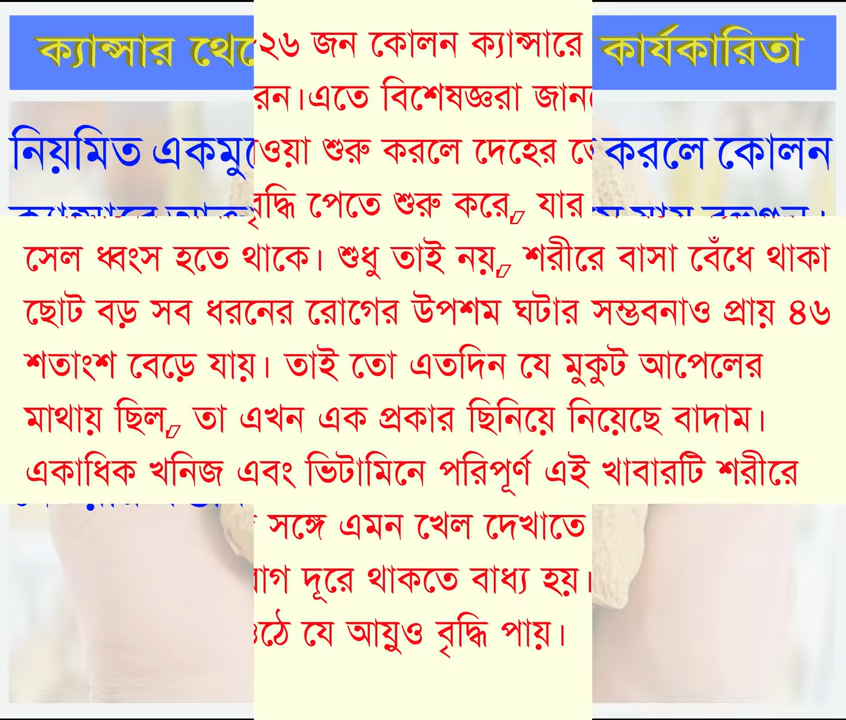 ক্যান্সার থেকে ২৬ জন কোলন ক্যান্সারে কার্যকারিতা
রন।এতে বিশেষজ্ঞরা
নিয়মিত ওয়া শুরু করলে দেহের করলে কোলন
বৃদ্ধি পেতে শুরু করে, যার
সেল ধ্বংস হতে থাকে। শুধু তাই নয়, শরীরে বাসা বেঁধে থাকা
ছোট বড় সব ধরনের রোগের উপশম ঘটার সম্ভবনাও প্রায় ৪৬
শতাংশ বেড়ে যায়। তাই তো এতদিন যে মুকুট আপেলের
মাথায় ছিল, তা এখন এক প্রকার ছিনিয়ে নিয়েছে বাদাম।
একাধিক খনিজ এবং ভিটামিনে পরিপূর্ণ এই খাবারটি শরীরে
সঙ্গে এমন খেল দেখাতে
দূরে থাকতে বাধ্য হয়।
যে আয়ুও বৃদ্ধি পায়।